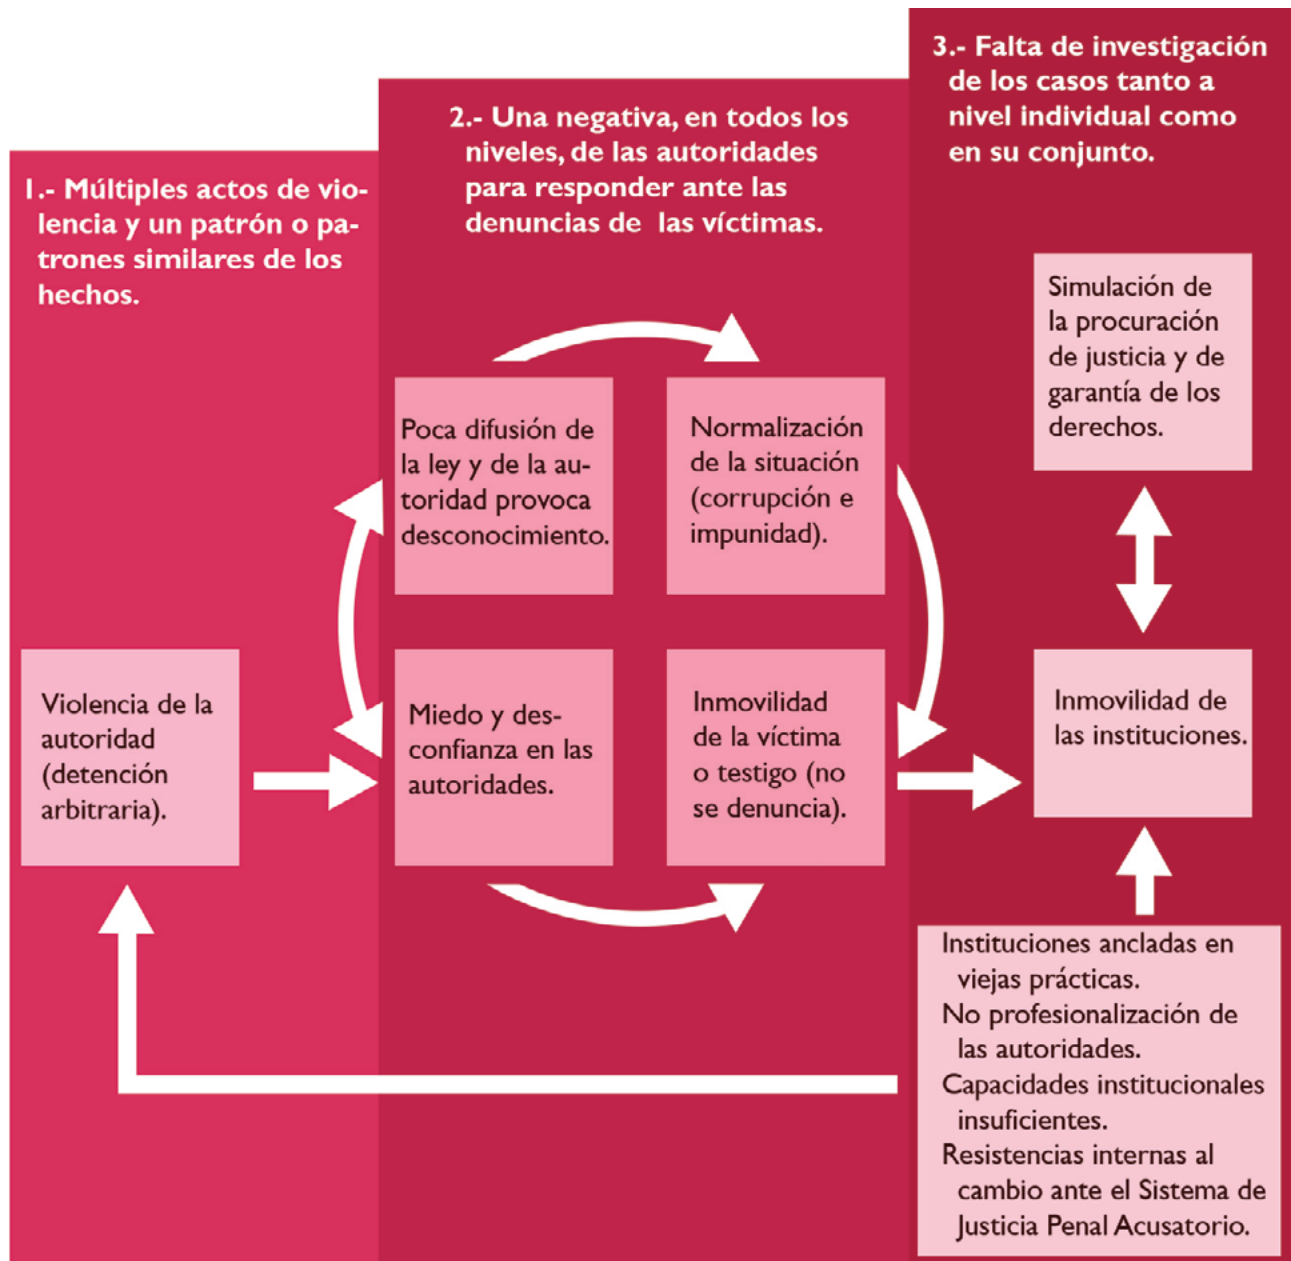 1.- Múltiples actos de vio-
lencia y un patrón o pa-
trones similares de los
hechos.
Violencia de la
autoridad
(detención
arbitraria).
2.- Una negativa, en todos los
niveles, de las autoridades
para responder ante las
denuncias de las víctimas.
Poca difusión de
la ley y de la au-
toridad provoca
desconocimiento.
Normalización
de la situación
(corrupción e
impunidad).
Miedo y des-
confianza en las
autoridades.
Inmovilidad
de la víctima
o testigo (no
se denuncia).
3.- Falta de investigación
de los casos tanto a
nivel individual como
en su conjunto.
Simulación de
la procuración
de justicia y de
garantía de los
derechos.
Inmovilidad de
las instituciones.
Instituciones ancladas en
viejas prácticas.
No profesionalización de
las autoridades.
Capacidades institucionales
insuficientes.
Resistencias internas al
cambio ante el Sistema de
Justicia Penal Acusatorio.